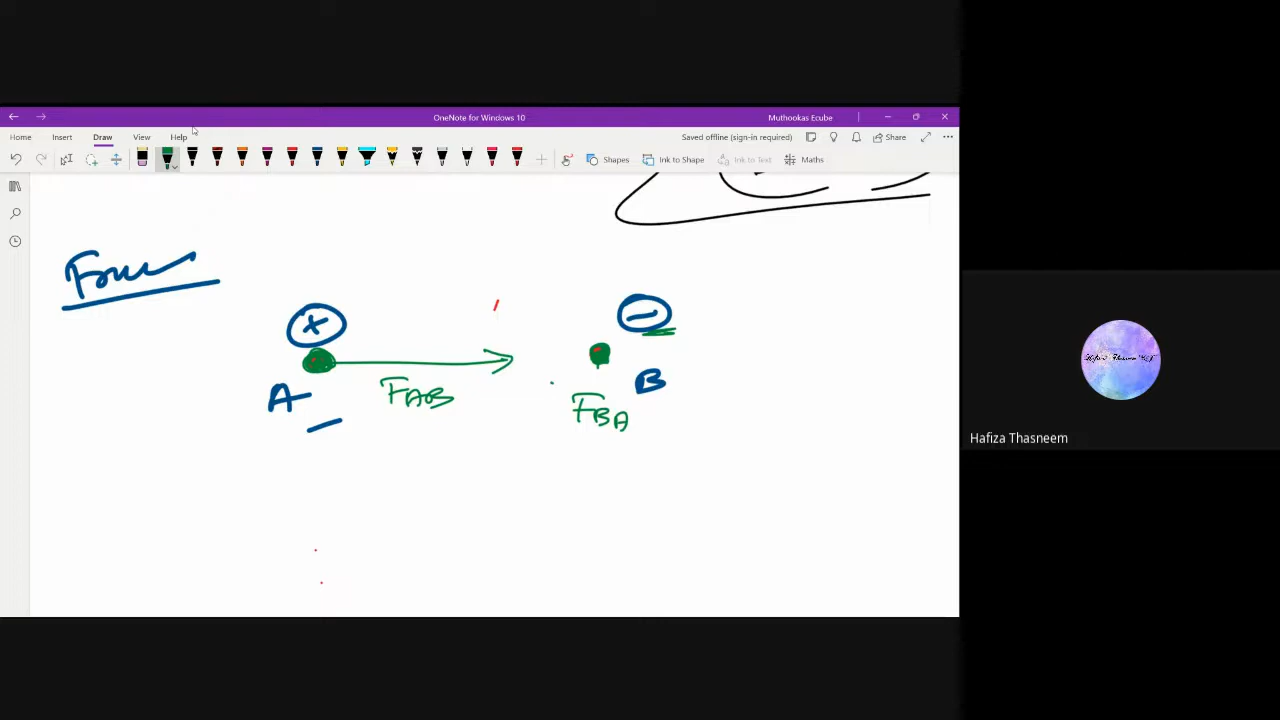 OneNote for Windows 10
Muthookas Ecube
Home Insert Draw View Help
Saved offline (sign-in required)
Share
Shapes
Ink to Shape
Ink to Text
Maths
+
−
A
FAB
B
FBA
Hafiza Thasneem